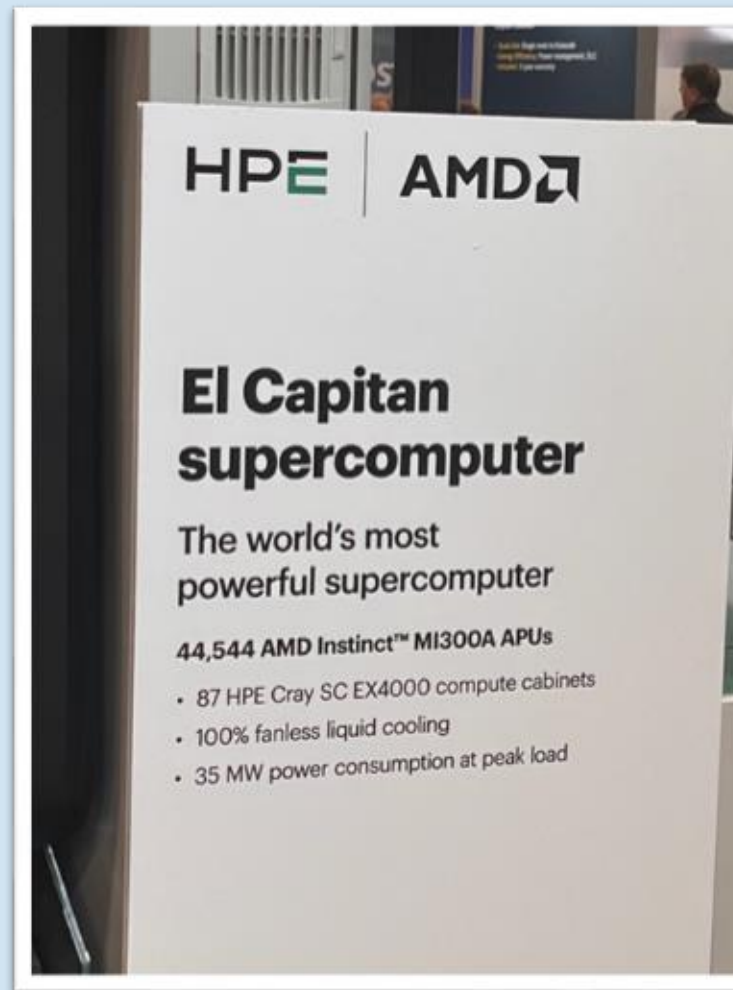 HPE | AMD
El Capitan
supercomputer
The world's most
powerful supercomputer
44,544 AMD Instinct™ MI300A APUs
• 87 HPE Cray SC EX4000 compute cabinets
• 100% fanless liquid cooling
• 35 MW power consumption at peak load